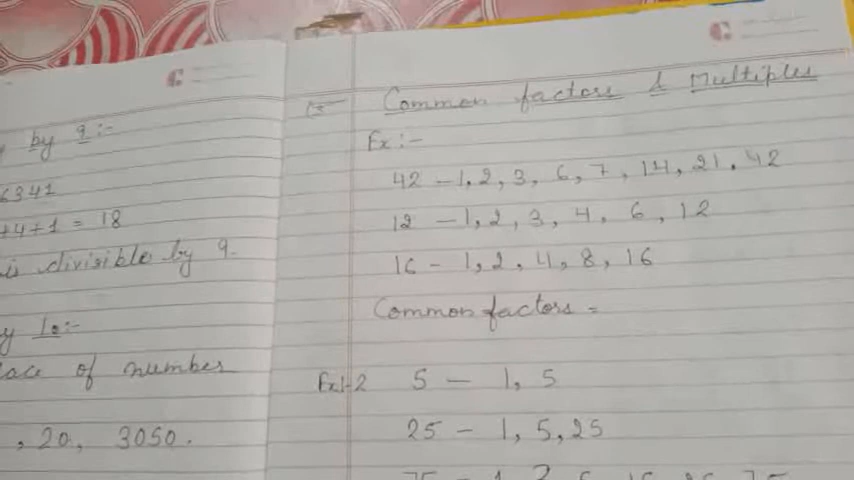 by 9:-
6341
+4+1 = 18
is divisible by 9.
y 10:-
lace of number
, 20, 3050.
Common factors & Multiples
Ex:-
42 - 1, 2, 3, 6, 7, 14, 21, 42
12 - 1, 2, 3, 4, 6, 12
16 - 1, 2, 4, 8, 16
Common factors =
Ex:-2 5 - 1, 5
25 - 1, 5, 25